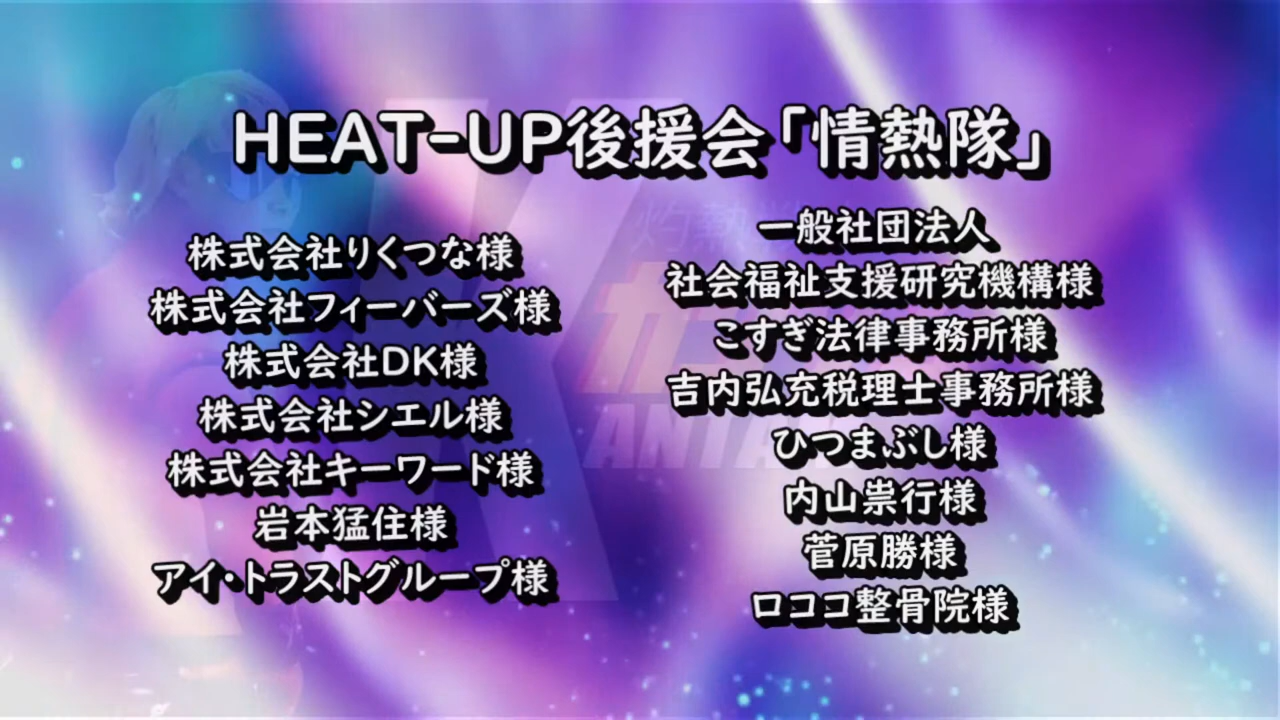 HEAT-UP後援会「情熱隊」
株式会社りくつな様
株式会社フィーバーズ様
株式会社DK様
株式会社シエル様
株式会社キーワード様
岩本猛住様
アイ・トラストグループ様
一般社団法人
社会福祉支援研究機構様
こすぎ法律事務所様
吉内弘充税理士事務所様
ひつまぶし様
内山祟行様
菅原勝様
ロココ整骨院様
灼熱